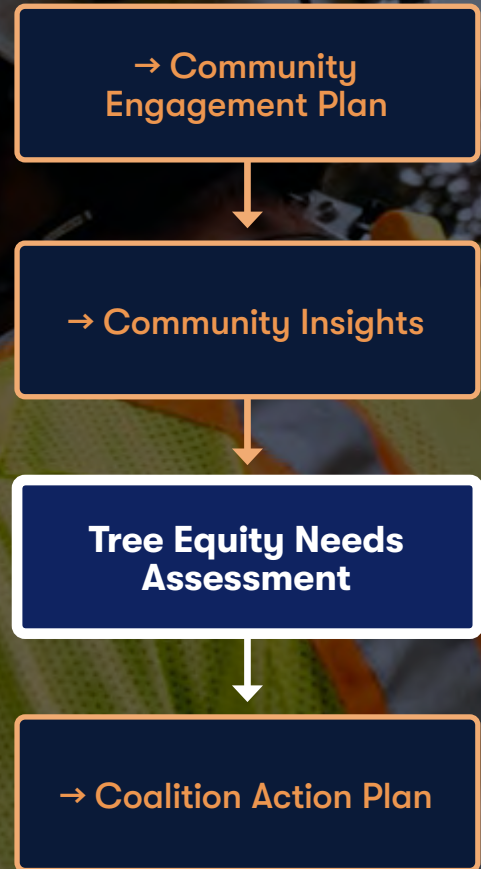 → Community
Engagement Plan
→ Community Insights
Tree Equity Needs
Assessment
→ Coalition Action Plan